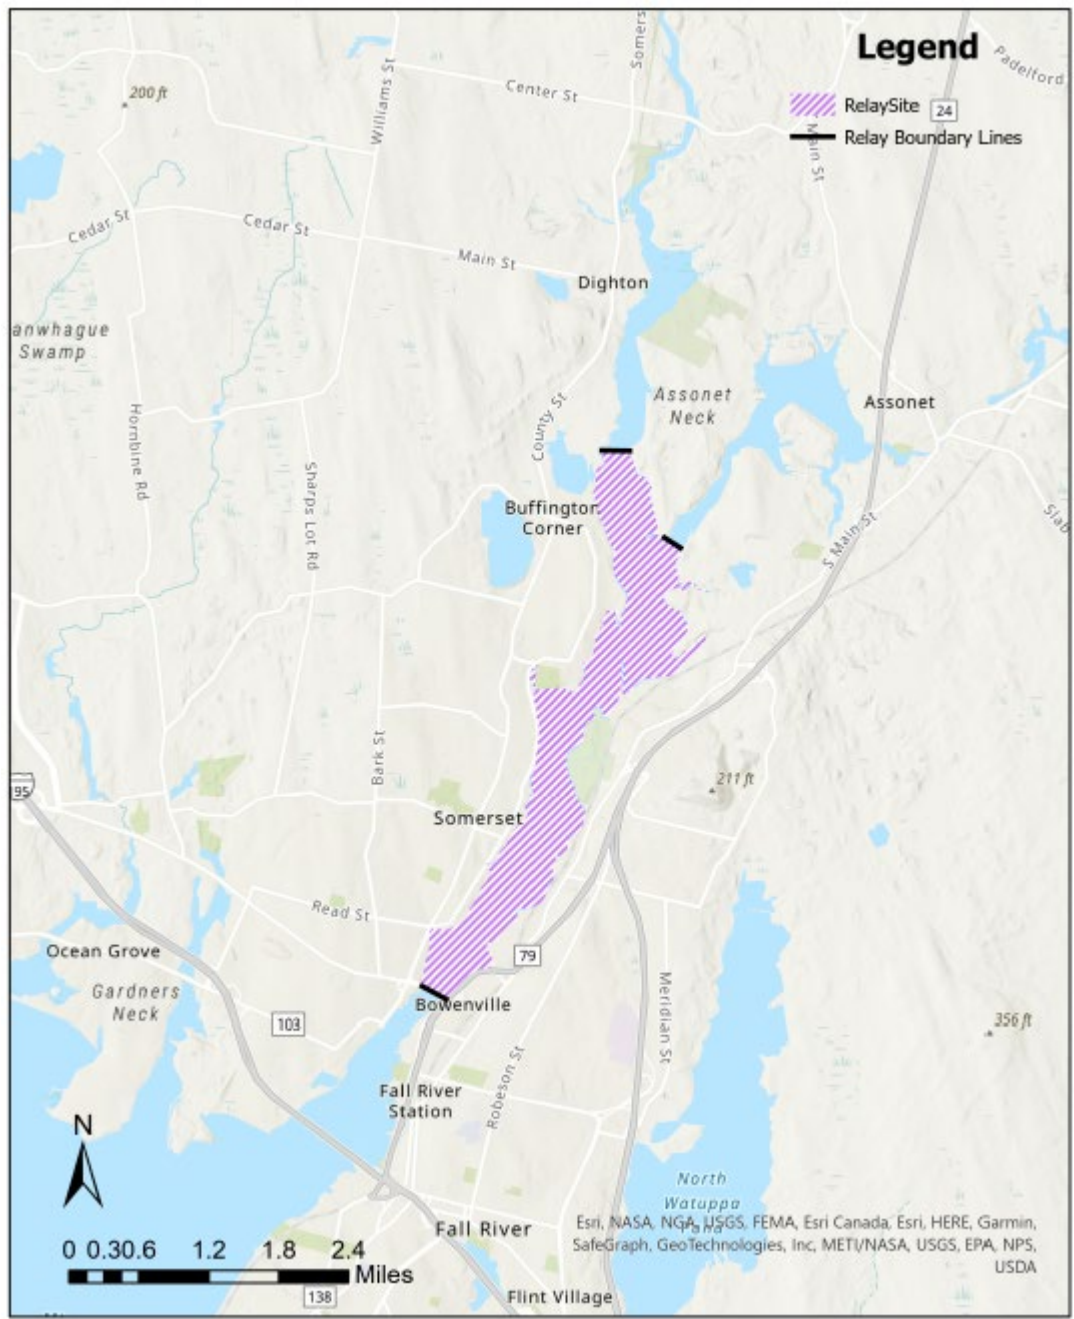 Legend
RelaySite
Relay Boundary Lines
Somers
Padelford
Center St
Williams St
200 ft
24
Main St
Cedar St
Cedar St
Main St
Dighton
anwhague
Swamp
Assonet
Neck
Assonet
County St
Hornbine Rd
Sharps Lot Rd
Buffington
Corner
Slab
S Main St
Bark St
211 ft
95
Somerset
Read St
Ocean Grove
79
Gardners
Neck
Bowenville
103
Meridian St
356 ft
Fall River
Station
Robeson St
N
North
Watuppa
Pond
Fall River
Esri, NASA, NGA, USGS, FEMA, Esri Canada, Esri, HERE, Garmin,
SafeGraph, GeoTechnologies, Inc, METI/NASA, USGS, EPA, NPS,
USDA
0 0.30.6 1.2 1.8 2.4
Miles
138
Flint Village